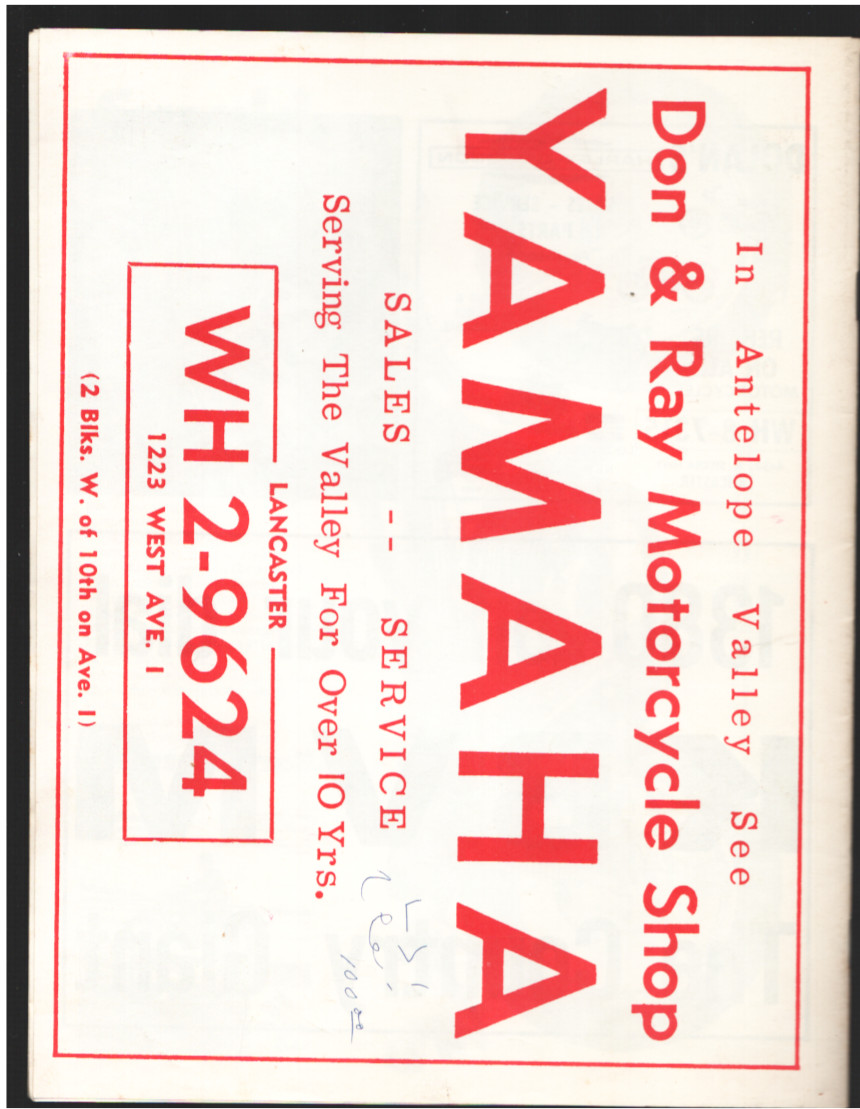 In Antelope Valley See
Don & Ray Motorcycle Shop
YAMAHA
SALES -- SERVICE
Serving The Valley For Over 10 Yrs.
LANCASTER
WH 2-9624
1223 WEST AVE. I
(2 Blks. W. of 10th on Ave. I)
1000